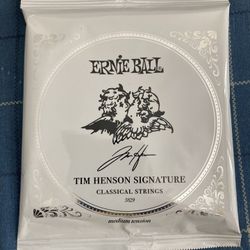 ERNIE BALL
TIM HENSON SIGNATURE
CLASSICAL STRINGS
3829
medium tension